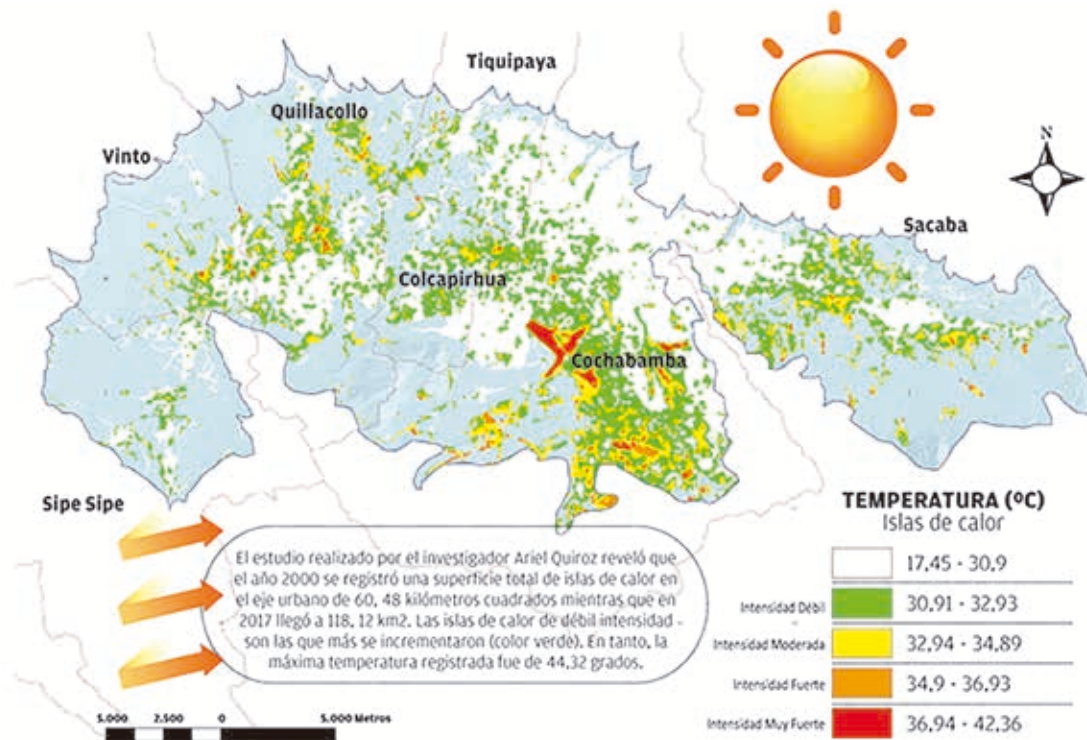 Tiquipaya
Quillacollo
Vinto
N
Sacaba
Colcapirhua
Cochabamba
Sipe Sipe
El estudio realizado por el investigador Ariel Quiroz reveló que
el año 2000 se registró una superficie total de islas de calor en
el eje urbano de 60, 48 kilómetros cuadrados mientras que en
2017 llegó a 118, 12 km2. Las islas de calor de débil intensidad -
son las que más se incrementaron (color verde). En tanto, la
máxima temperatura registrada fue de 44,32 grados.
5.000 2.500 0 5.000 Metros
TEMPERATURA (ºC)
Islas de calor
17,45 - 30.9
Intensidad Débil 30.91 - 32,93
Intensidad Moderada 32.94 - 34,89
Intensidad Fuerte 34.9 - 36.93
Intensidad Muy Fuerte 36,94 - 42,36